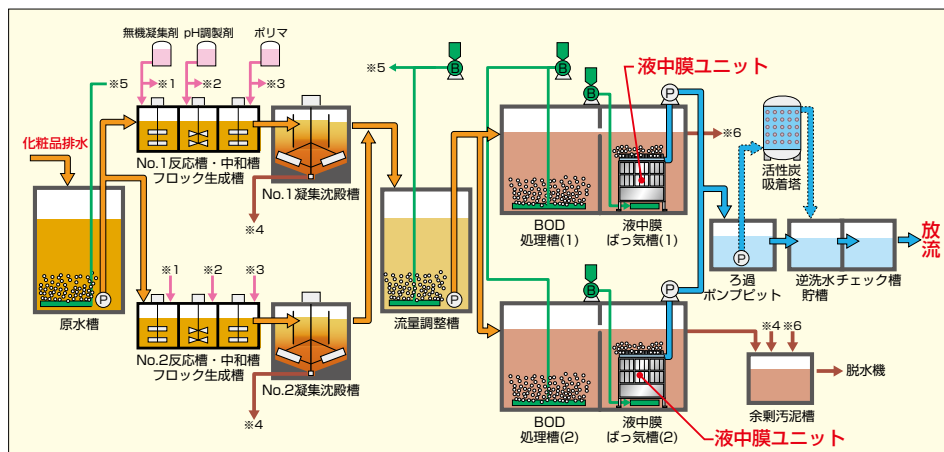 無機凝集剤
pH調製剤
ポリマ
※5
※1
※2
※3
化粧品排水
No.1反応槽・中和槽
フロック生成槽
No.1凝集沈殿槽
※4
P
原水槽
※1
※2
※3
No.2反応槽・中和槽
フロック生成槽
No.2凝集沈殿槽
※4
※5
B
P
流量調整槽
B
B
液中膜ユニット
P
※6
BOD
処理槽(1)
液中膜
ばっ気槽(1)
B
P
BOD
処理槽(2)
液中膜
ばっ気槽(2)
液中膜ユニット
活性炭
吸着塔
P
ろ過
ポンプピット
逆洗水
貯槽
チェック槽
放流
※4
※6
余剰汚泥槽
脱水機